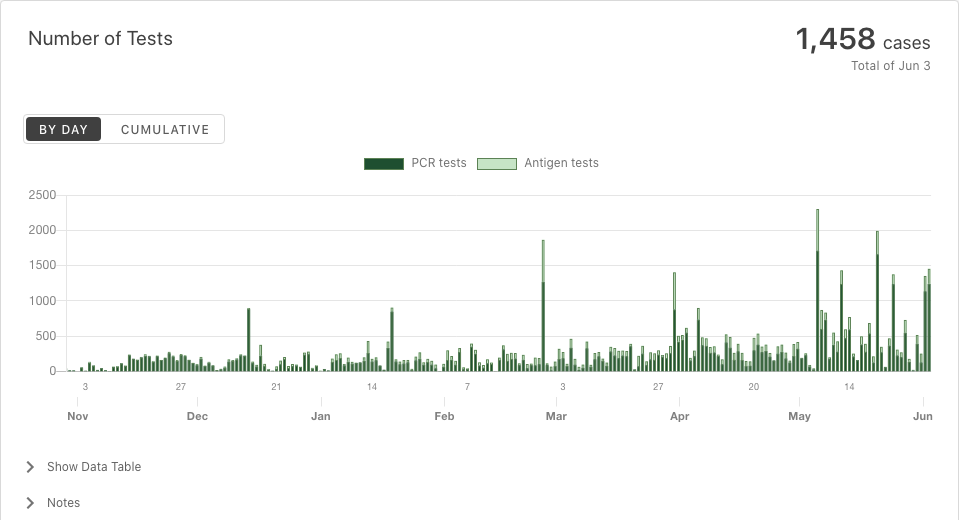 Number of Tests
1,458 cases
Total of Jun 3
BY DAY CUMULATIVE
PCR tests Antigen tests
2500
2000
1500
1000
500
0
3 27 21 14 7 3 27 20 14
Nov Dec Jan Feb Mar Apr May Jun
Show Data Table
Notes